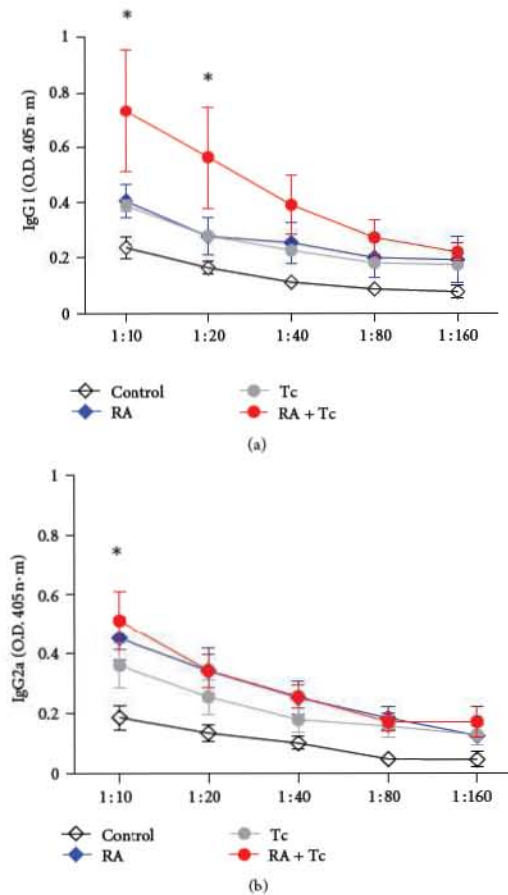 *
*
1
0.8
0.6
0.4
0.2
0
IgG1 (O.D. 405 n·m)
1:10 1:20 1:40 1:80 1:160
Control Tc
RA RA + Tc
(a)
1
0.8
*
0.6
0.4
0.2
0
IgG2a (O.D. 405 n·m)
1:10 1:20 1:40 1:80 1:160
Control Tc
RA RA + Tc
(b)